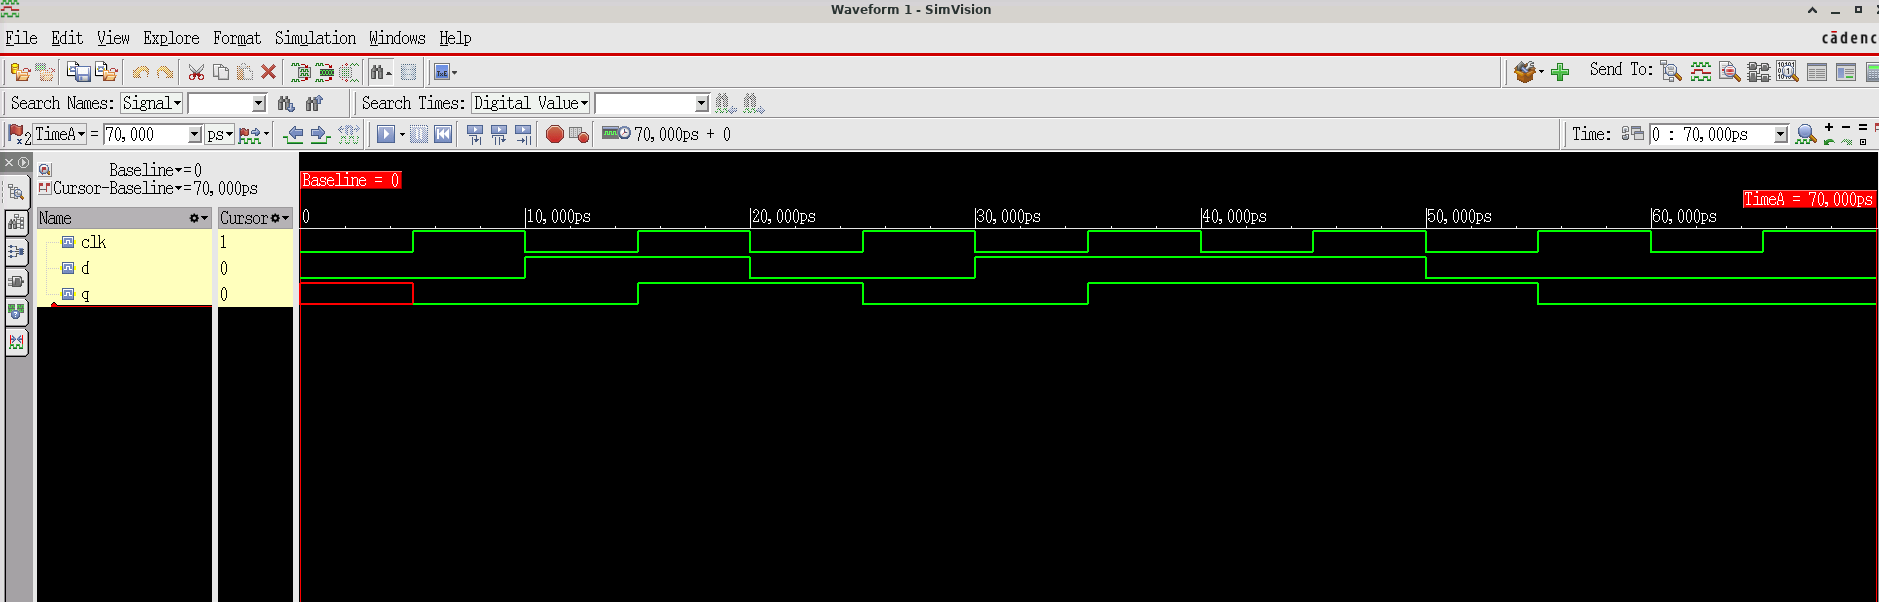 Waveform 1 - SimVision
File Edit View Explore Format Simulation Windows Help
cādenc
Send To:
Search Names: Signal Search Times: Digital Value
TimeA = 70,000 ps 70,000ps + 0 Time: 0 : 70,000ps
Baseline=0
Cursor-Baseline=70,000ps
Baseline = 0
TimeA = 70,000ps
Name Cursor 0 10,000ps 20,000ps 30,000ps 40,000ps 50,000ps 60,000ps
clk 1
d 0
q 0